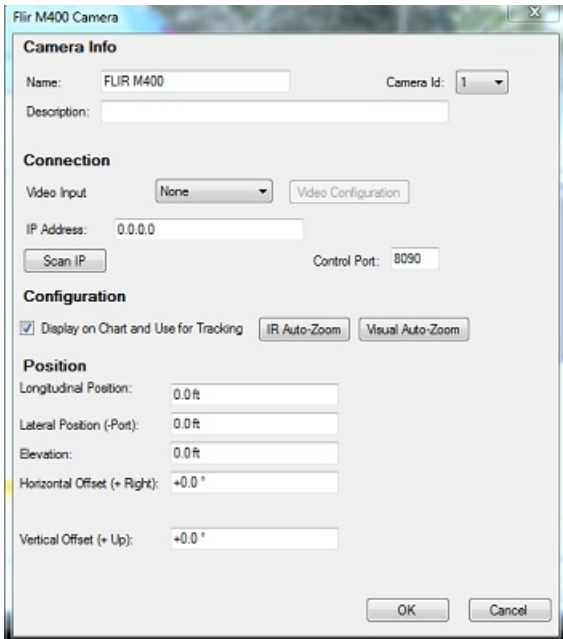 Flir M400 Camera
Camera Info
Name: FLIR M400 Camera Id: 1
Description:
Connection
Video Input None Video Configuration
IP Address: 0.0.0.0
Scan IP Control Port: 8090
Configuration
Display on Chart and Use for Tracking IR Auto-Zoom Visual Auto-Zoom
Position
Longitudinal Position: 0.0 ft
Lateral Position (-Port): 0.0 ft
Elevation: 0.0 ft
Horizontal Offset (+ Right): +0.0 °
Vertical Offset (+ Up): +0.0 °
OK Cancel